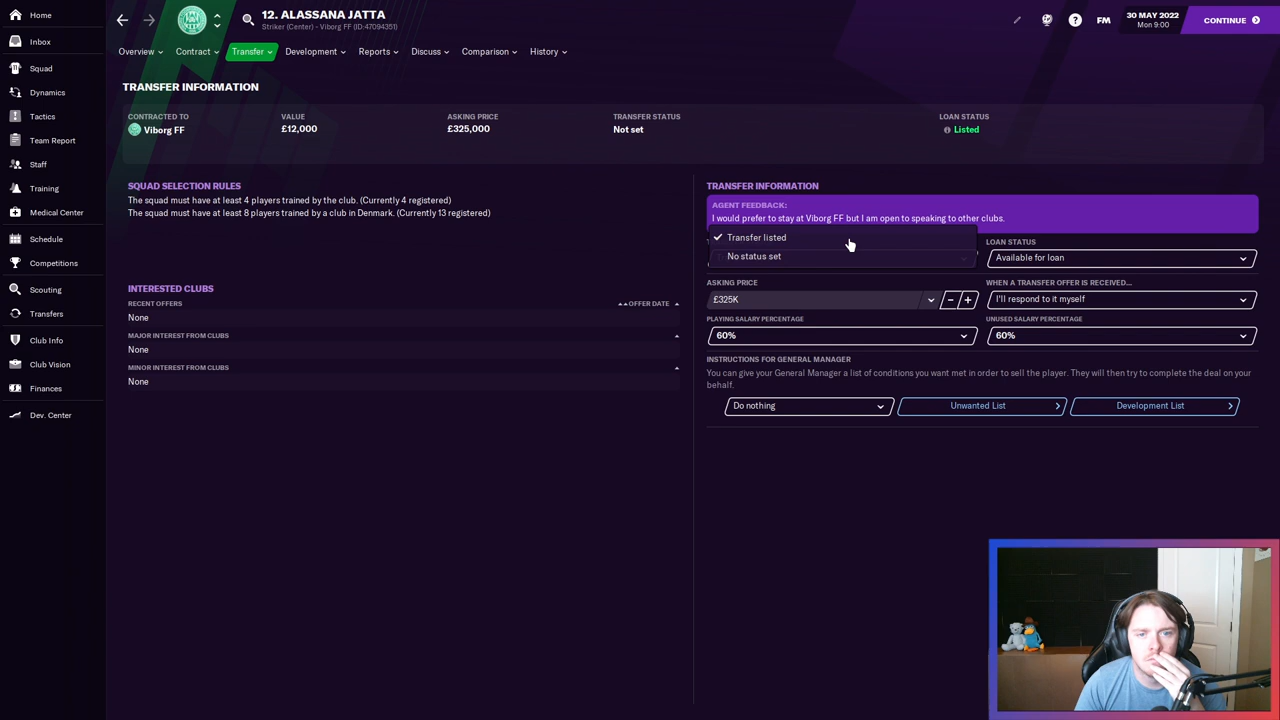 Home
Inbox
Squad
Dynamics
Tactics
Team Report
Staff
Training
Medical Center
Schedule
Competitions
Scouting
Transfers
Club Info
Club Vision
Finances
Dev. Center
12. ALASSANA JATTA
Striker (Center) - Viborg FF (ID:47094351)
FM
30 MAY 2022
Mon 9:00
CONTINUE
Overview
Contract
Transfer
Development
Reports
Discuss
Comparison
History
TRANSFER INFORMATION
CONTRACTED TO
Viborg FF
VALUE
£12,000
ASKING PRICE
£325,000
TRANSFER STATUS
Not set
LOAN STATUS
Listed
SQUAD SELECTION RULES
The squad must have at least 4 players trained by the club. (Currently 4 registered)
The squad must have at least 8 players trained by a club in Denmark. (Currently 13 registered)
INTERESTED CLUBS
RECENT OFFERS
OFFER DATE
None
MAJOR INTEREST FROM CLUBS
None
MINOR INTEREST FROM CLUBS
None
TRANSFER INFORMATION
AGENT FEEDBACK:
I would prefer to stay at Viborg FF but I am open to speaking to other clubs.
Transfer listed
No status set
LOAN STATUS
Available for loan
ASKING PRICE
£325K
WHEN A TRANSFER OFFER IS RECEIVED...
I'll respond to it myself
PLAYING SALARY PERCENTAGE
60%
UNUSED SALARY PERCENTAGE
60%
INSTRUCTIONS FOR GENERAL MANAGER
You can give your General Manager a list of conditions you want met in order to sell the player. They will then try to complete the deal on your
behalf.
Do nothing
Unwanted List
Development List